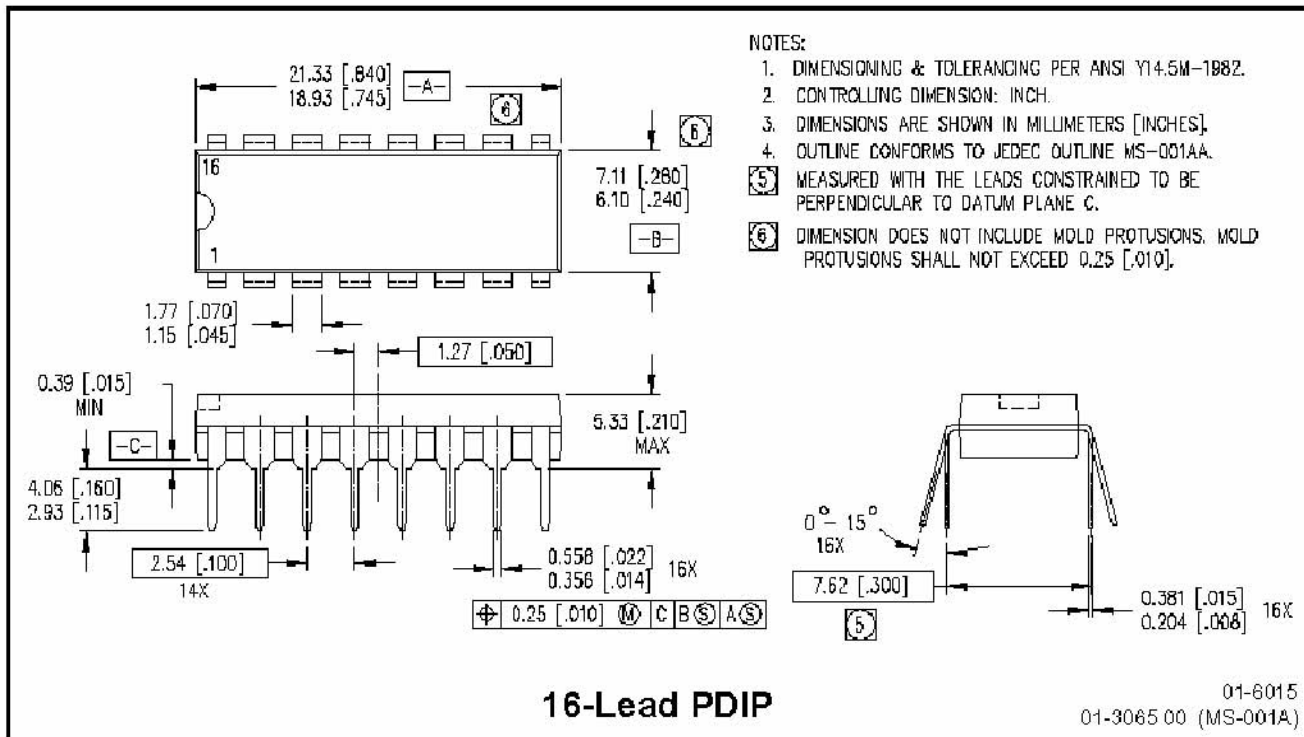 21.33 [.840]
18.93 [.745]
-A-
6
6
16
1
7.11 [.280]
6.10 [.240]
-B-
1.77 [.070]
1.15 [.045]
1.27 [.050]
0.39 [.015]
MIN
-C-
5.33 [.210]
MAX
4.06 [.160]
2.93 [.115]
2.54 [.100]
14X
0.558 [.022]
0.356 [.014]
16X
⌖ 0.25 [.010] Ⓜ C B Ⓢ A Ⓢ
NOTES:
1. DIMENSIONING & TOLERANCING PER ANSI Y14.5M-1982.
2. CONTROLLING DIMENSION: INCH.
3. DIMENSIONS ARE SHOWN IN MILLIMETERS [INCHES].
4. OUTLINE CONFORMS TO JEDEC OUTLINE MS-001AA.
5 MEASURED WITH THE LEADS CONSTRAINED TO BE
PERPENDICULAR TO DATUM PLANE C.
6 DIMENSION DOES NOT INCLUDE MOLD PROTUSIONS. MOLD
PROTUSIONS SHALL NOT EXCEED 0.25 [.010].
0°-15°
16X
7.62 [.300]
5
0.381 [.015]
0.204 [.008]
16X
16-Lead PDIP
01-6015
01-3065 00 (MS-001A)